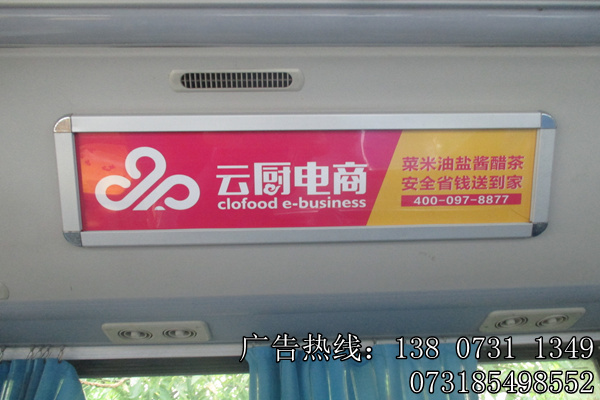 云厨电商
clofood e-business
菜米油盐酱醋茶
安全省钱送到家
400-097-8877
广告热线：138 0731 1349
073185498552